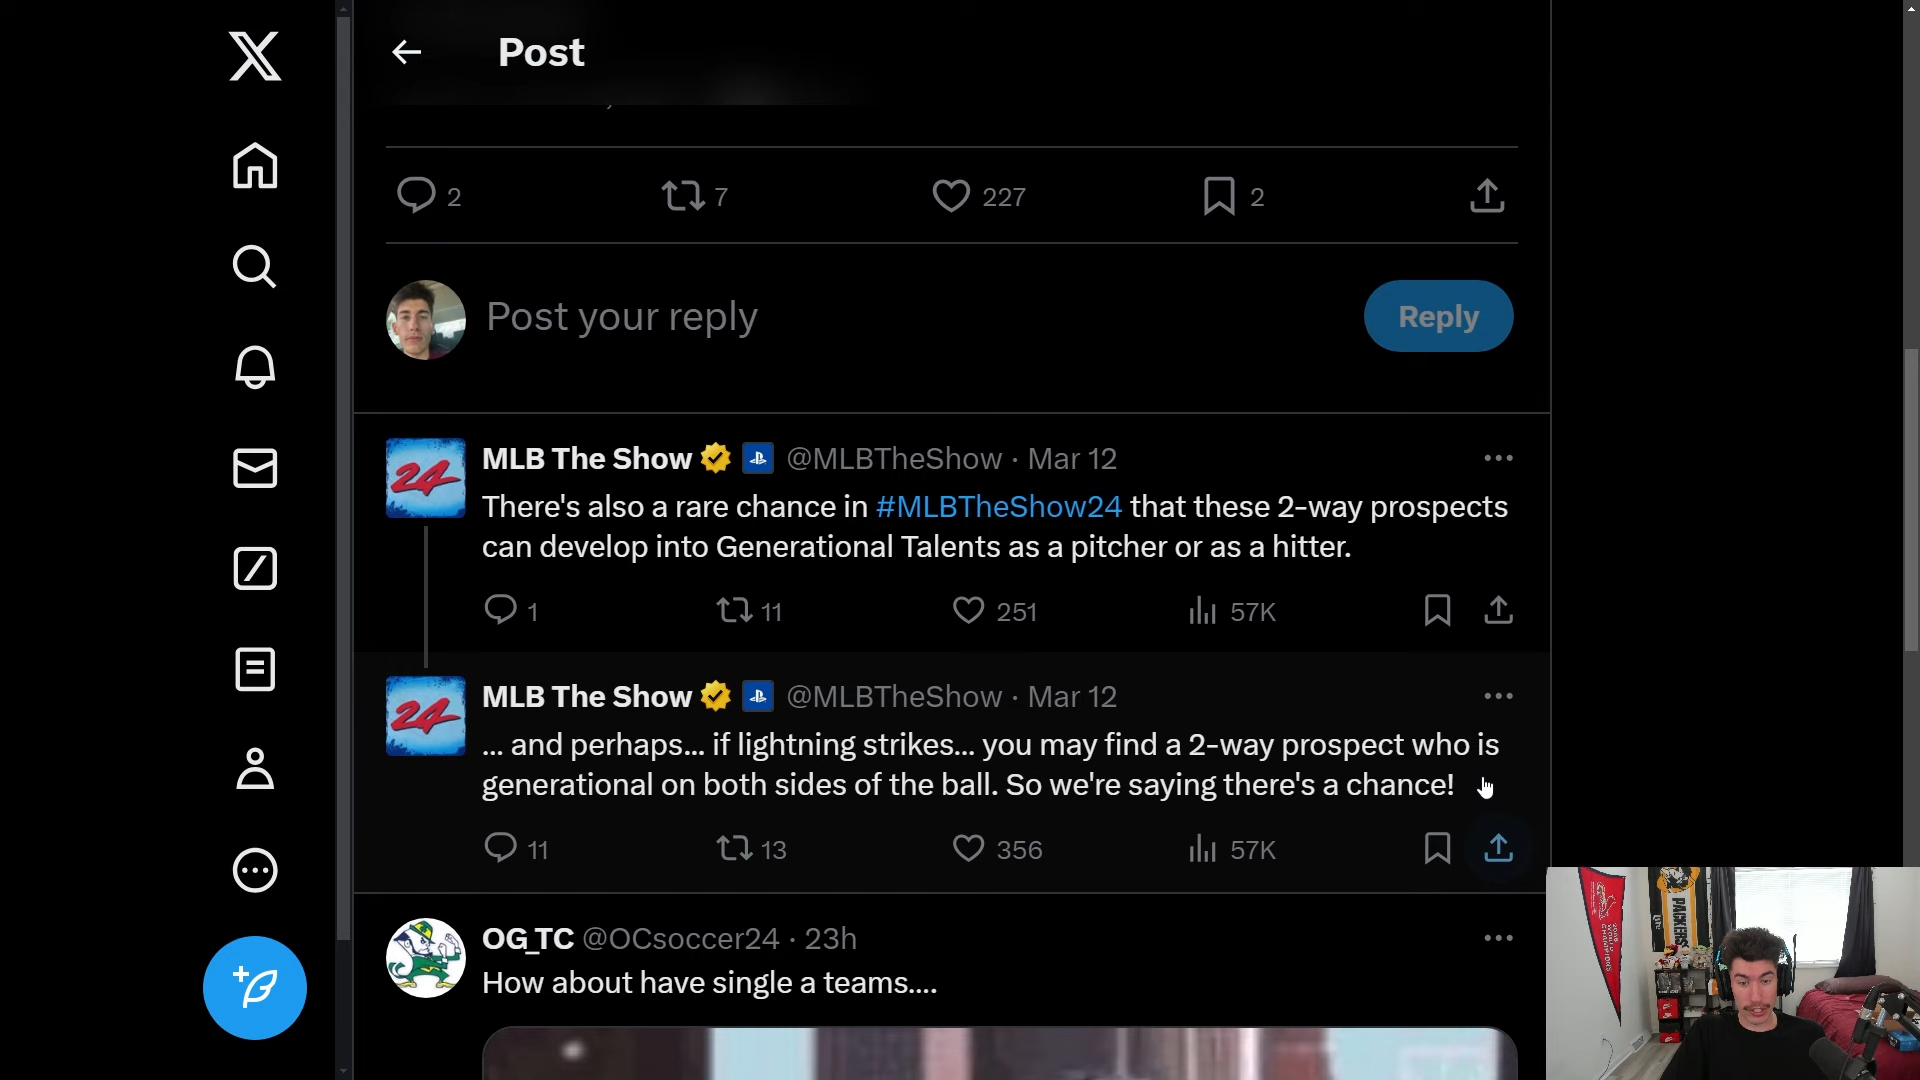 Post
2
7
227
2
Post your reply
Reply
24
MLB The Show @MLBTheShow · Mar 12
There's also a rare chance in #MLBTheShow24 that these 2-way prospects
can develop into Generational Talents as a pitcher or as a hitter.
1
11
251
57K
24
MLB The Show @MLBTheShow · Mar 12
... and perhaps... if lightning strikes... you may find a 2-way prospect who is
generational on both sides of the ball. So we're saying there's a chance!
11
13
356
57K
OG_TC @OCsoccer24 · 23h
How about have single a teams....
PACKERS